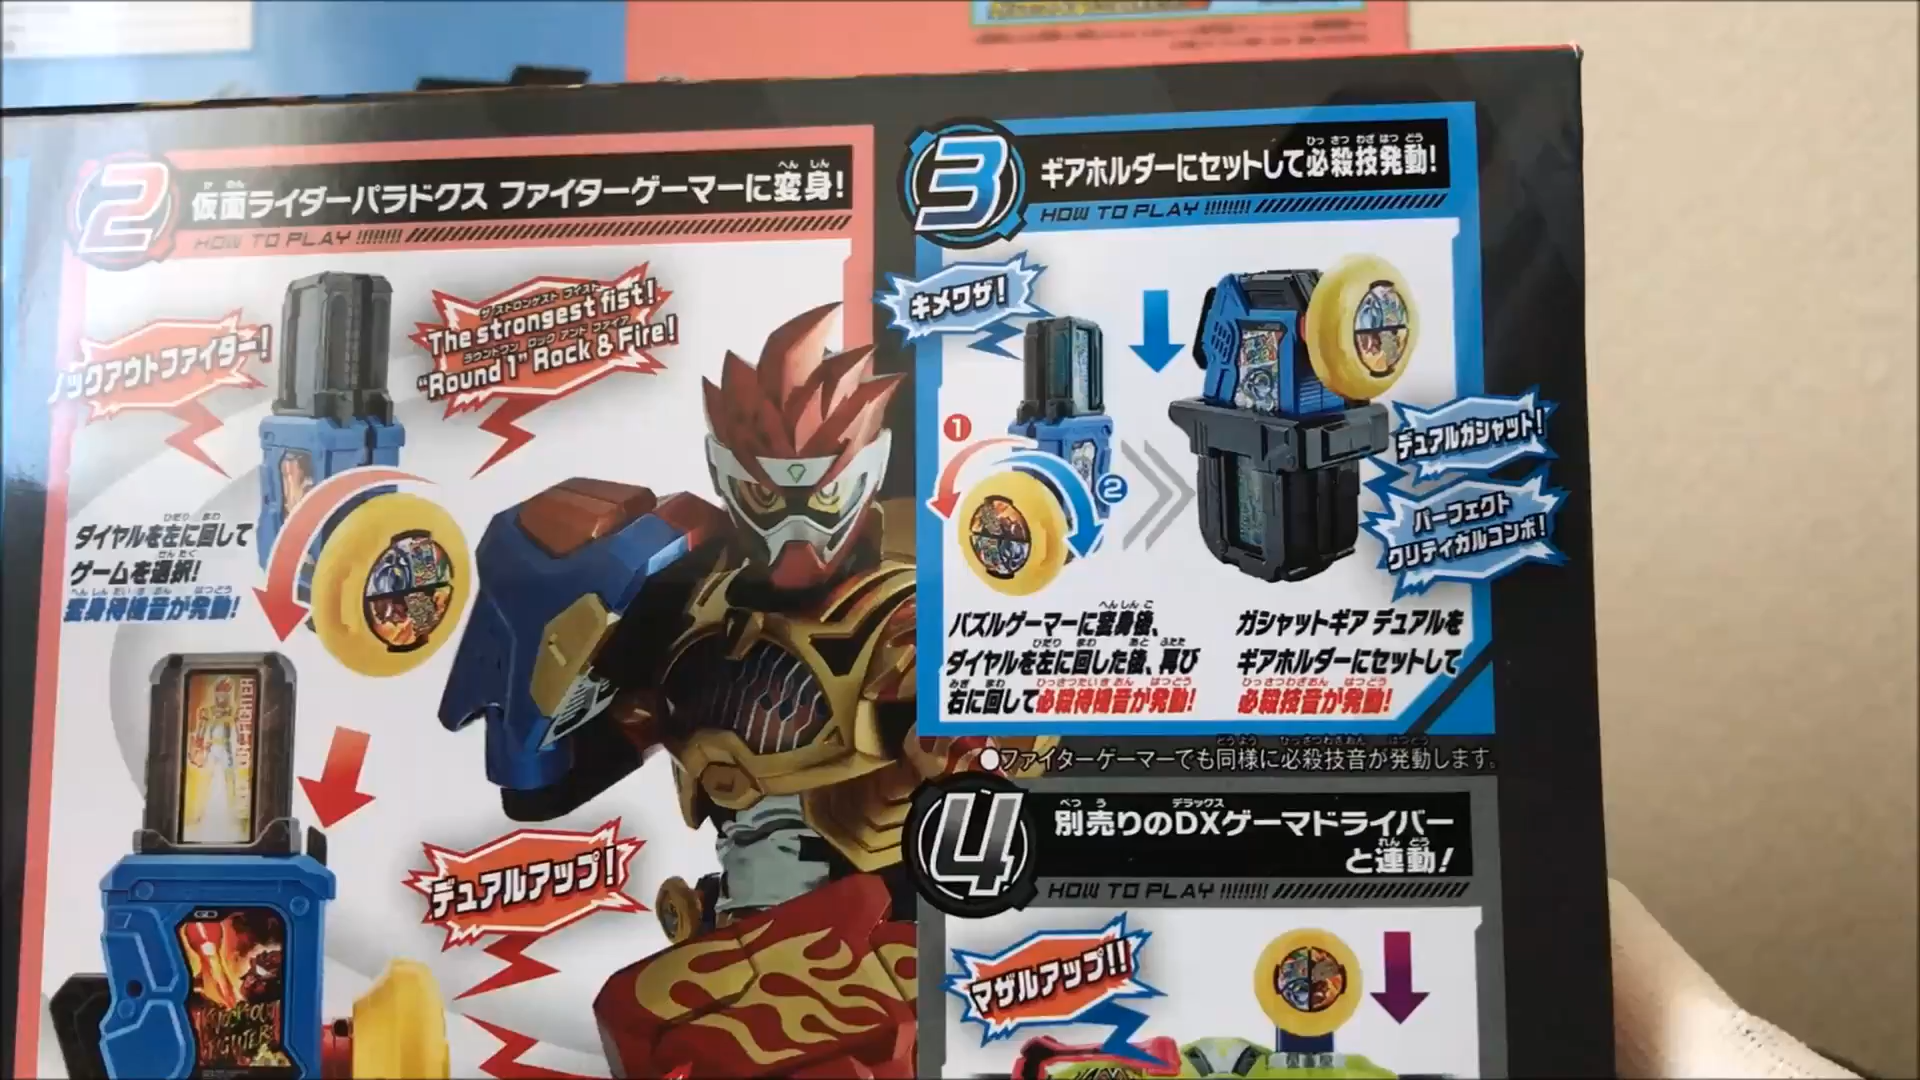 2
仮面ライダーパラドクス ファイターゲーマーに変身!
HOW TO PLAY !!!!!!!!
ノックアウトファイター!
The strongest fist!
"Round 1" Rock & Fire!
ダイヤルを左に回して
ゲームを選択!
変身待機音が発動!
デュアルアップ!
KNOCKOUT
FIGHTER
3
ギアホルダーにセットして必殺技発動!
HOW TO PLAY !!!!!!!!
キメワザ!
1
2
デュアルガシャット!
パーフェクト
クリティカルコンボ!
パズルゲーマーに変身後、
ダイヤルを左に回した後、再び
右に回して必殺待機音が発動!
ガシャットギア デュアルを
ギアホルダーにセットして
必殺技音が発動!
●ファイターゲーマーでも同様に必殺技音が発動します。
4
別売りのDXゲーマドライバー
と連動!
HOW TO PLAY !!!!!!!!
マザルアップ!!